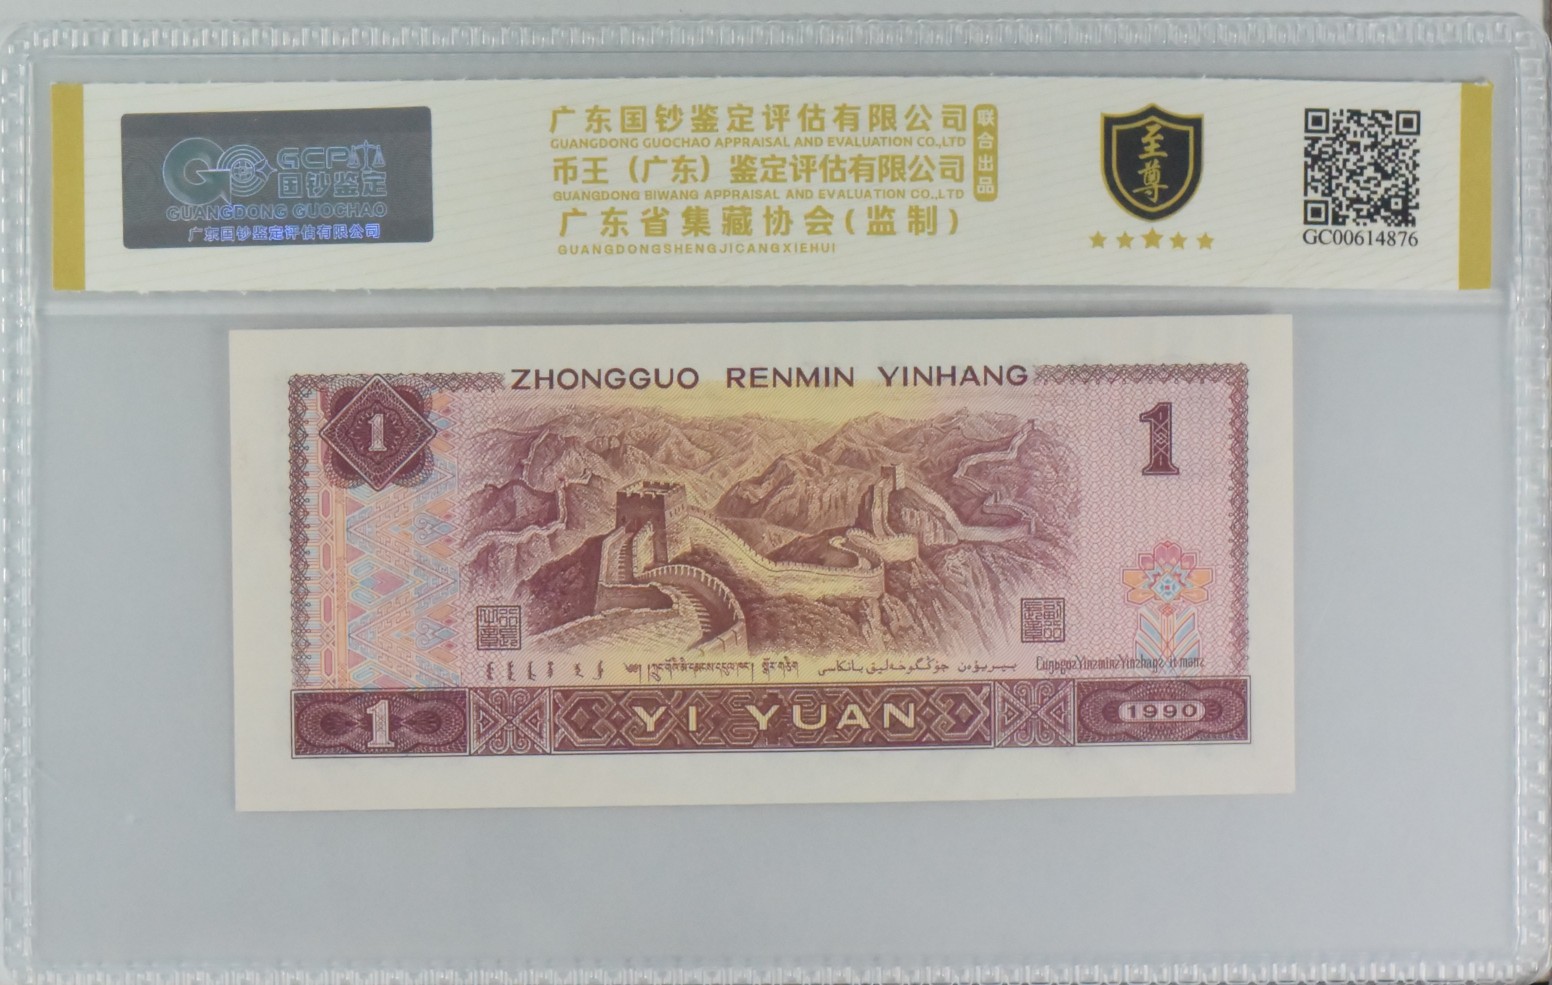 GCP
国钞鉴定
GUANGDONG GUOCHAO
广东国钞鉴定评估有限公司
广东国钞鉴定评估有限公司
GUANGDONG GUOCHAO APPRAISAL AND EVALUATION CO.,LTD
币王（广东）鉴定评估有限公司
GUANGDONG BIWANG APPRAISAL AND EVALUATION CO.,LTD
广东省集藏协会(监制)
GUANGDONGSHENGJICANGXIEHUI
联合出品
至尊
GC00614876
ZHONGGUO RENMIN YINHANG
1
1
1
YI YUAN
1990